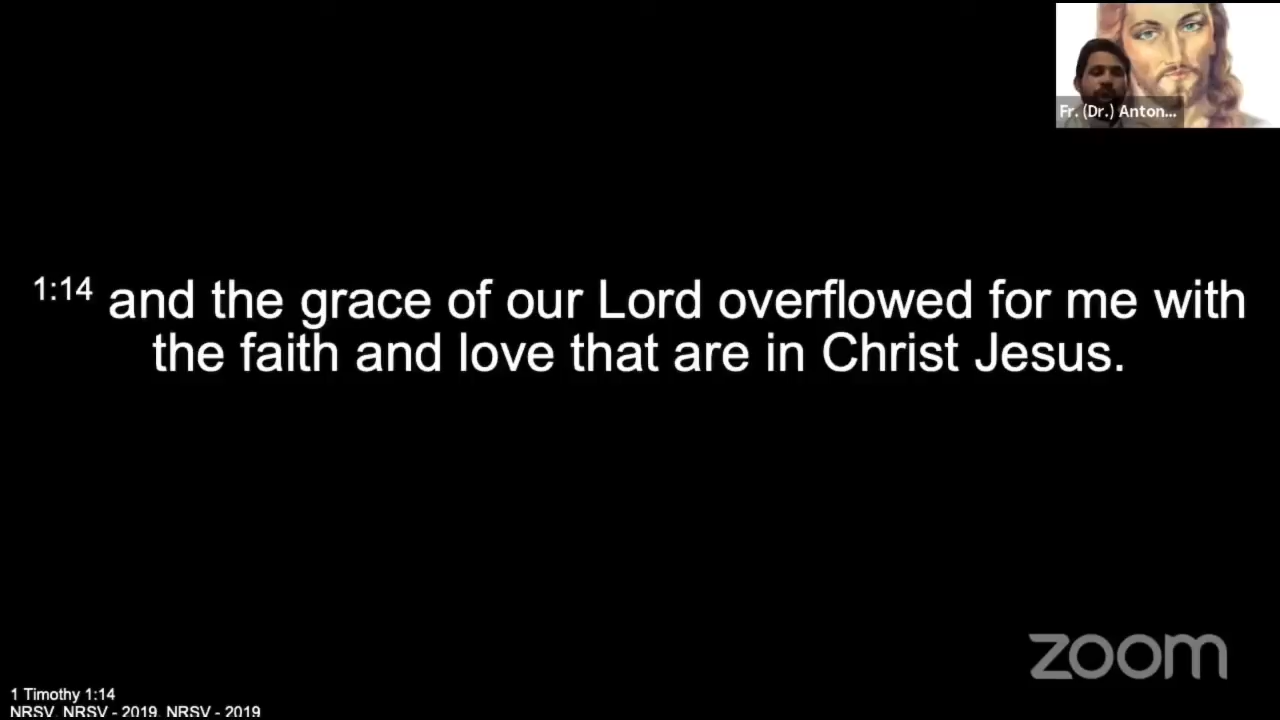 Fr. (Dr.) Anton...
1:14 and the grace of our Lord overflowed for me with
the faith and love that are in Christ Jesus.
zoom
1 Timothy 1:14
NRSV, NRSV - 2019, NRSV - 2019